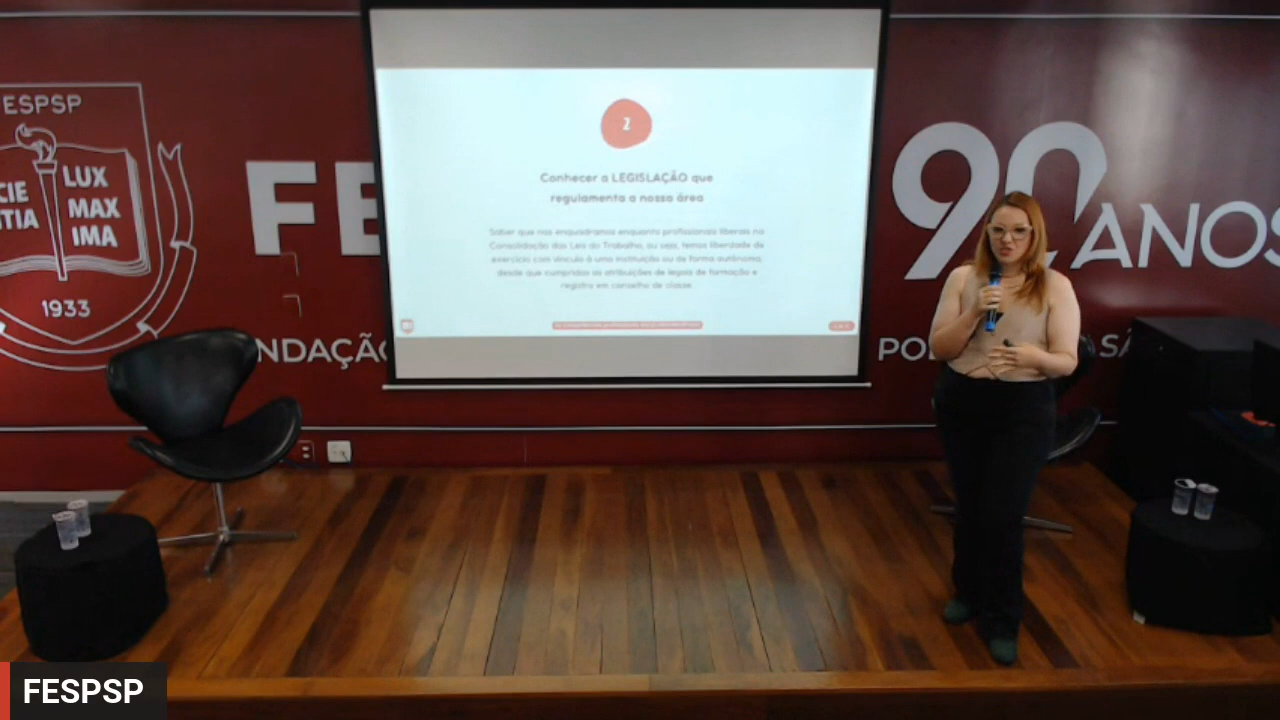 FESPSP
CIE
NTIA
LUX
MAX
IMA
1933
FE
NDAÇÃO
2
Conhecer a LEGISLAÇÃO que
regulamenta a nossa área
Saber que nos enquadramos enquanto profissionais liberais na
Consolidação das Leis do Trabalho, ou seja, temos liberdade de
exercício com vínculo à uma instituição ou de forma autônoma,
desde que cumpridas as atribuições de legais de formação e
registro em conselho de classe.
90 ANOS
PO
SÃ
FESPSP